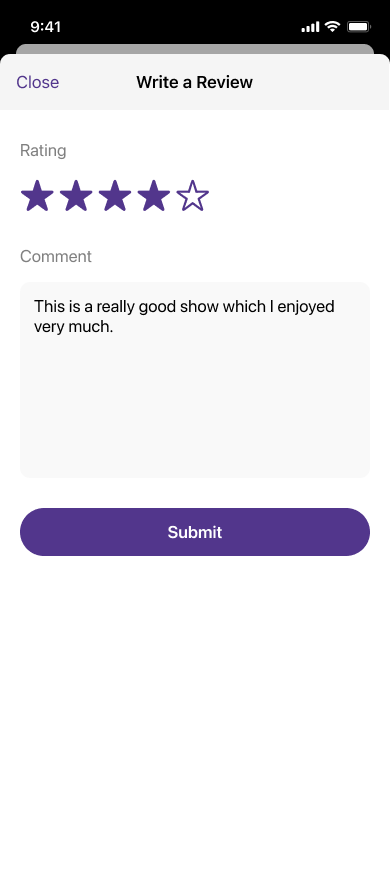 9:41
Close
Write a Review
Rating
Comment
This is a really good show which I enjoyed
very much.
Submit